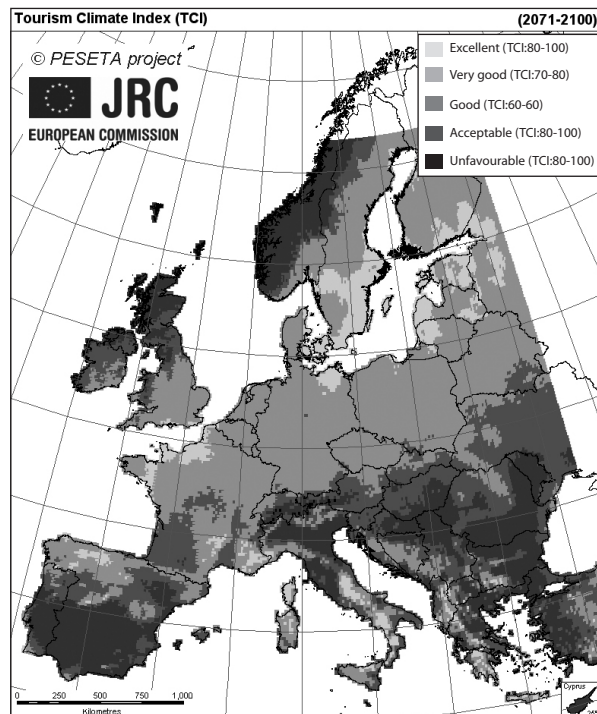 Tourism Climate Index (TCI) (2071-2100)
© PESETA project
JRC
EUROPEAN COMMISSION
Excellent (TCI:80-100)
Very good (TCI:70-80)
Good (TCI:60-60)
Acceptable (TCI:80-100)
Unfavourable (TCI:80-100)
0 250 500 750 1,000
Kilometres
Cyprus